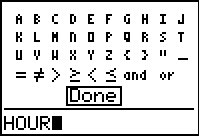 A B C D E F G H I J
K L M N O P Q R S T
U V W X Y Z { } " _
= ≠ > ≥ < ≤ and or
Done
HOUR